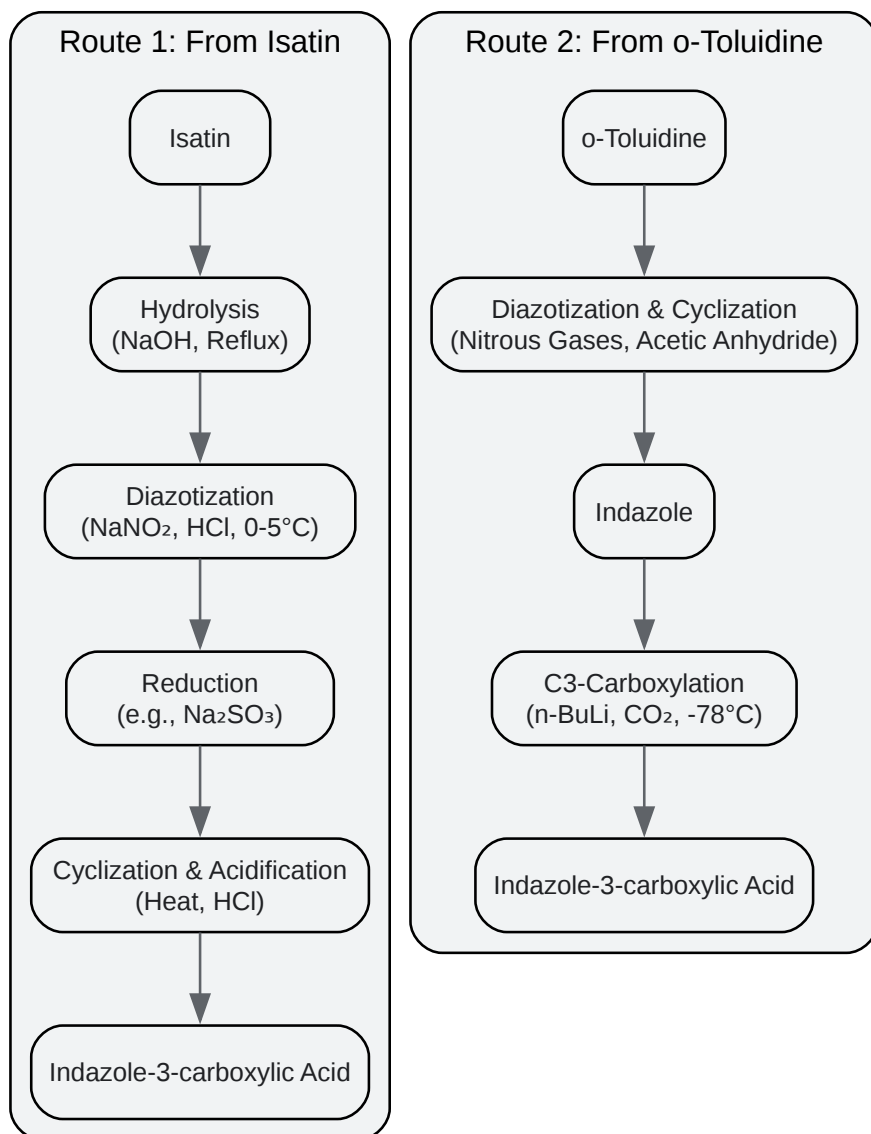 Route 1: From Isatin
Isatin
Hydrolysis
(NaOH, Reflux)
Diazotization
(NaNO₂, HCl, 0-5°C)
Reduction
(e.g., Na₂SO₃)
Cyclization & Acidification
(Heat, HCl)
Indazole-3-carboxylic Acid
Route 2: From o-Toluidine
o-Toluidine
Diazotization & Cyclization
(Nitrous Gases, Acetic Anhydride)
Indazole
C3-Carboxylation
(n-BuLi, CO₂, -78°C)
Indazole-3-carboxylic Acid